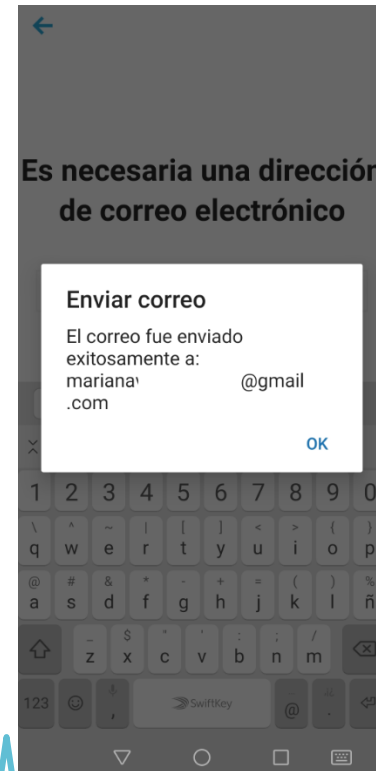 Es necesaria una dirección
de correo electrónico
Enviar correo
El correo fue enviado
exitosamente a:
mariana @gmail
.com
OK
1 2 3 4 5 6 7 8 9 0
\ ^ ~ | [ ] < > { }
q w e r t y u i o p
@ # & * - + = ( ) %
a s d f g h j k l ñ
_ $ " ' : ; /
z x c v b n m
123 , SwiftKey @ .